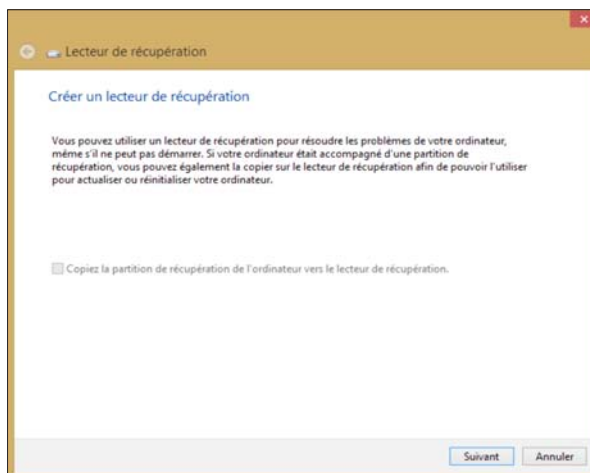 Lecteur de récupération
Créer un lecteur de récupération
Vous pouvez utiliser un lecteur de récupération pour résoudre les problèmes de votre ordinateur,
même s'il ne peut pas démarrer. Si votre ordinateur était accompagné d'une partition de
récupération, vous pouvez également la copier sur le lecteur de récupération afin de pouvoir l'utiliser
pour actualiser ou réinitialiser votre ordinateur.
Copiez la partition de récupération de l'ordinateur vers le lecteur de récupération.
Suivant Annuler